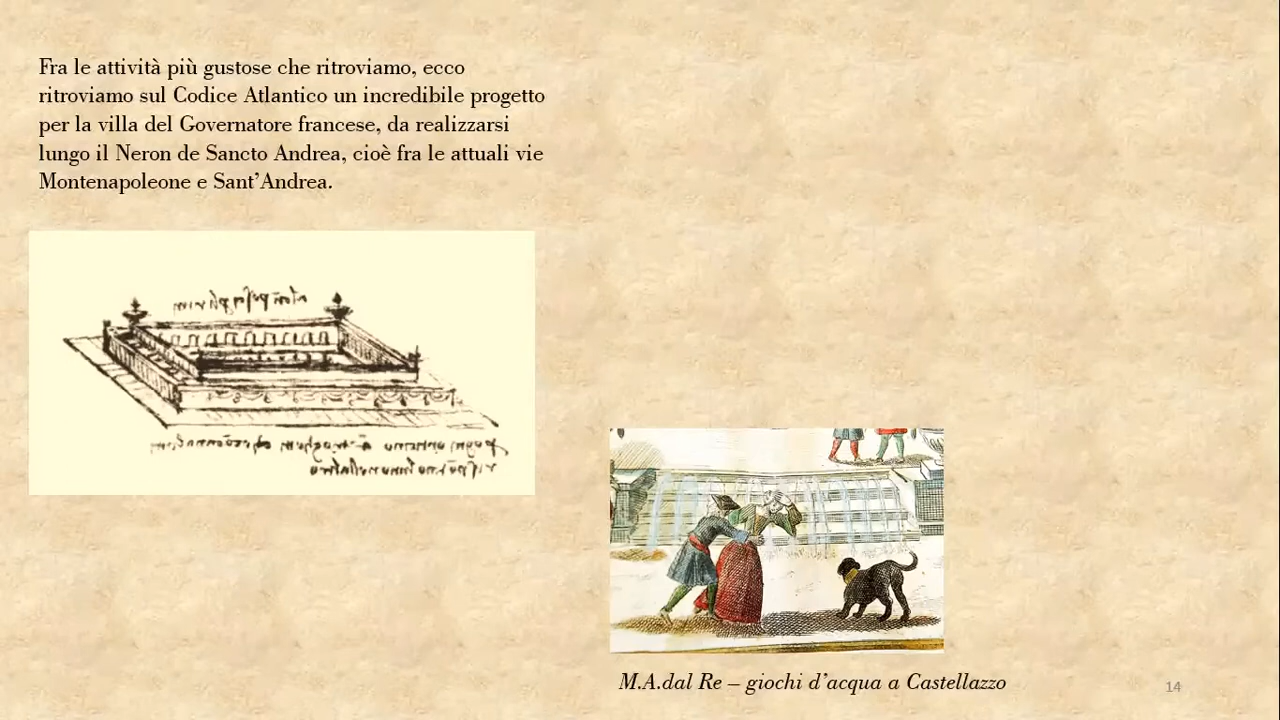 Fra le attività più gustose che ritroviamo, ecco
ritroviamo sul Codice Atlantico un incredibile progetto
per la villa del Governatore francese, da realizzarsi
lungo il Neron de Sancto Andrea, cioè fra le attuali vie
Montenapoleone e Sant’Andrea.
M.A.dal Re – giochi d’acqua a Castellazzo
14